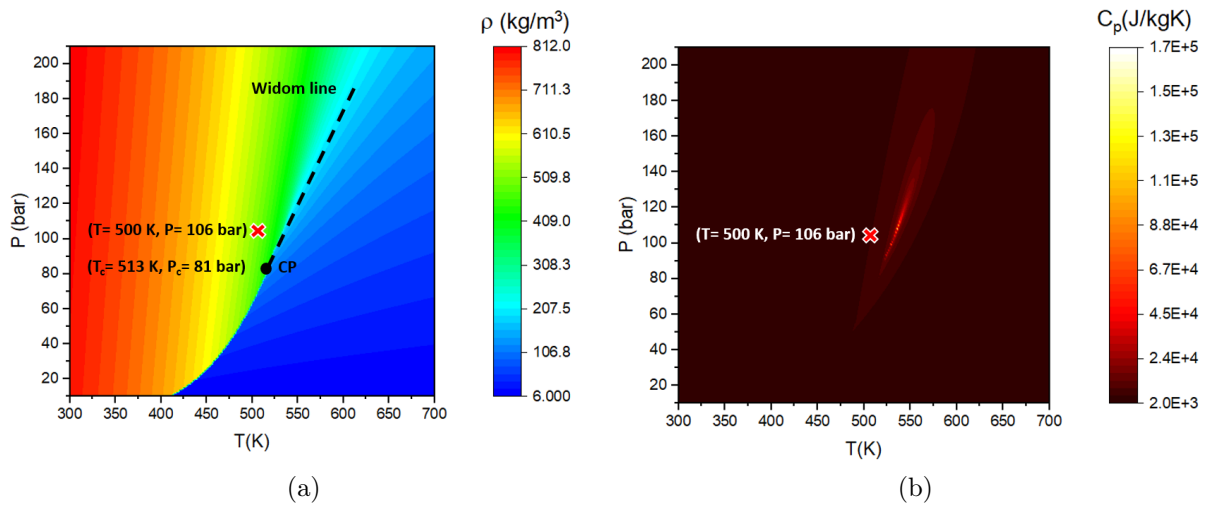 ρ (kg/m³)
812.0
711.3
610.5
509.8
409.0
308.3
207.5
106.8
6.000
200
180
160
140
120
100
80
60
40
20
P (bar)
300 350 400 450 500 550 600 650 700
T(K)
Widom line
(T= 500 K, P= 106 bar)
(T_c= 513 K, P_c= 81 bar)
CP
(a)
C_p(J/kgK)
1.7E+5
1.5E+5
1.3E+5
1.1E+5
8.8E+4
6.7E+4
4.5E+4
2.4E+4
2.0E+3
200
180
160
140
120
100
80
60
40
20
P (bar)
300 350 400 450 500 550 600 650 700
T(K)
(T= 500 K, P= 106 bar)
(b)